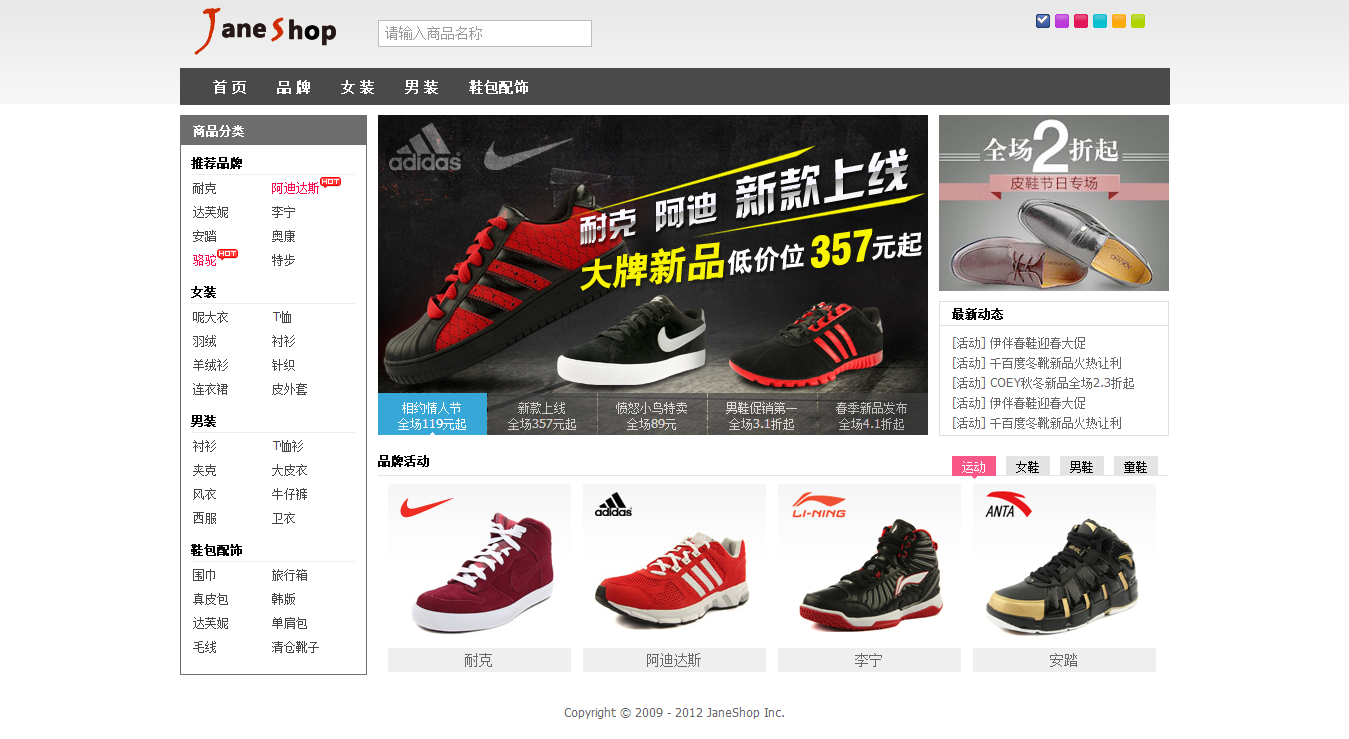 Jane Shop
请输入商品名称
首 页 品 牌 女 装 男 装 鞋包配饰
商品分类
推荐品牌
耐克 阿迪达斯 HOT
达芙妮 李宁
安踏 奥康
骆驼 HOT 特步
女装
呢大衣 T恤
羽绒 衬衫
羊绒衫 针织
连衣裙 皮外套
男装
衬衫 T恤衫
夹克 大皮衣
风衣 牛仔裤
西服 卫衣
鞋包配饰
围巾 旅行箱
真皮包 韩版
达芙妮 单肩包
毛线 清仓靴子
adidas
耐克 阿迪 新款上线
大牌新品低价位 357元起
相约情人节
全场119元起
新款上线
全场357元起
愤怒小鸟特卖
全场89元
男鞋促销第一
全场3.1折起
春季新品发布
全场4.1折起
全场2折起
皮鞋节日专场
最新动态
[活动] 伊伴春鞋迎春大促
[活动] 千百度冬靴新品火热让利
[活动] COEY秋冬新品全场2.3折起
[活动] 伊伴春鞋迎春大促
[活动] 千百度冬靴新品火热让利
品牌活动
运动 女鞋 男鞋 童鞋
adidas
LI-NING
ANTA
耐克 阿迪达斯 李宁 安踏
Copyright © 2009 - 2012 JaneShop Inc.